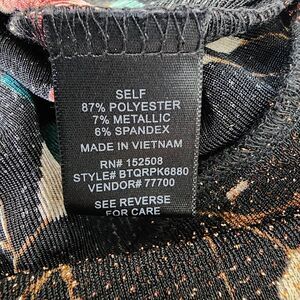 SELF
87% POLYESTER
7% METALLIC
6% SPANDEX
MADE IN VIETNAM
RN# 152508
STYLE# BTQRPK6880
VENDOR# 77700
SEE REVERSE
FOR CARE